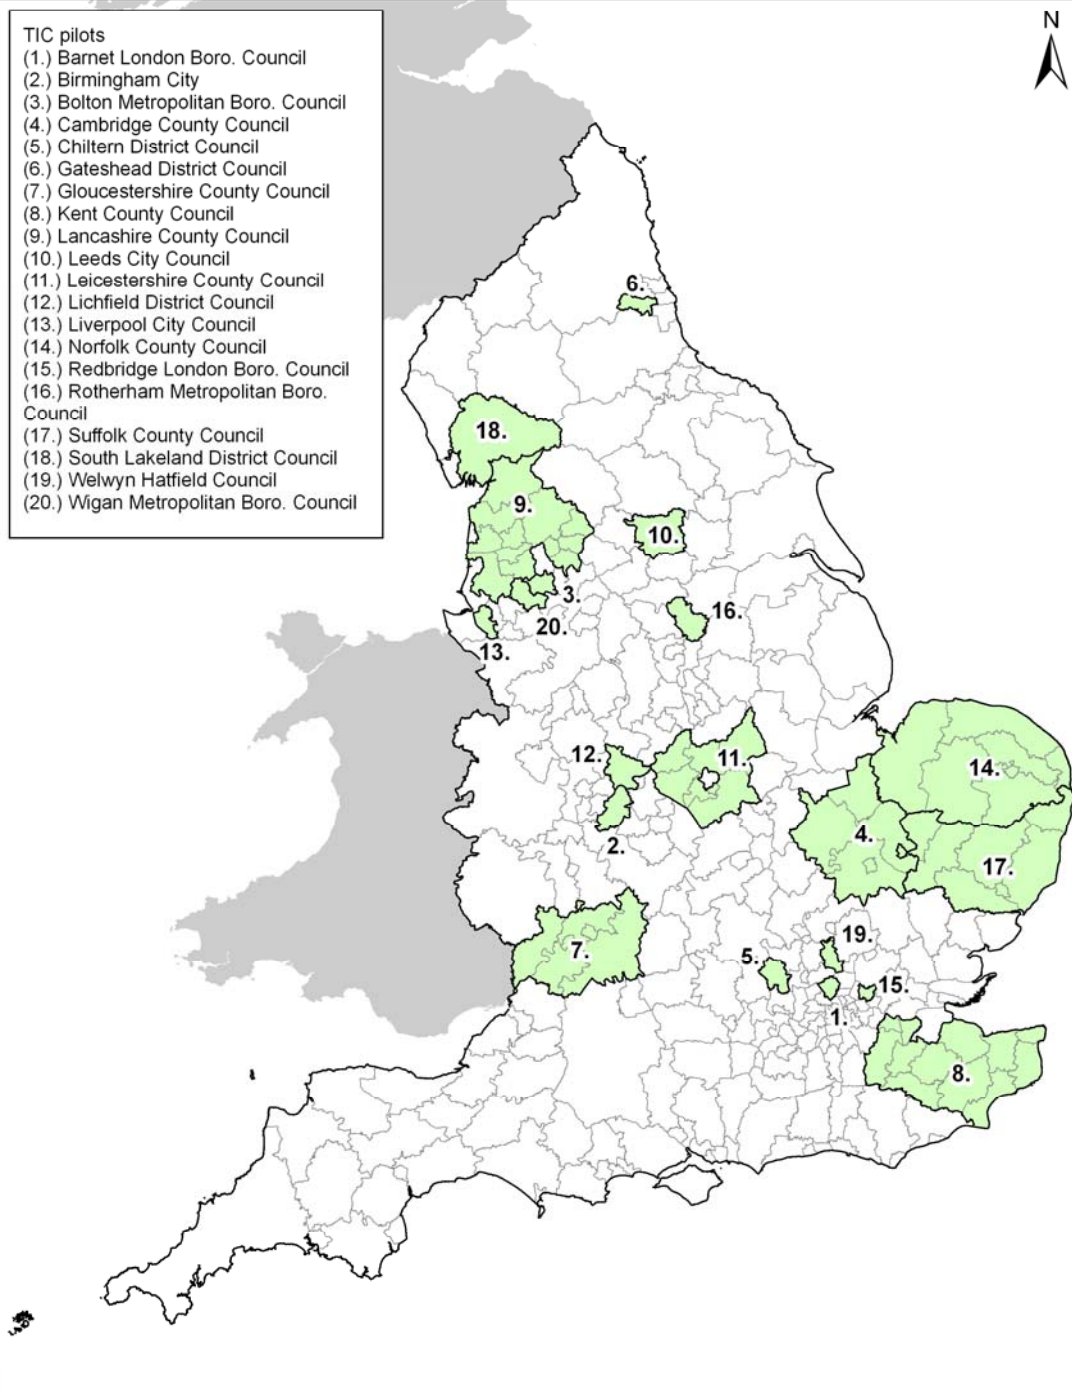 TIC pilots
(1.) Barnet London Boro. Council
(2.) Birmingham City
(3.) Bolton Metropolitan Boro. Council
(4.) Cambridge County Council
(5.) Chiltern District Council
(6.) Gateshead District Council
(7.) Gloucestershire County Council
(8.) Kent County Council
(9.) Lancashire County Council
(10.) Leeds City Council
(11.) Leicestershire County Council
(12.) Lichfield District Council
(13.) Liverpool City Council
(14.) Norfolk County Council
(15.) Redbridge London Boro. Council
(16.) Rotherham Metropolitan Boro.
Council
(17.) Suffolk County Council
(18.) South Lakeland District Council
(19.) Welwyn Hatfield Council
(20.) Wigan Metropolitan Boro. Council
N
6.
18.
9.
10.
3.
16.
20.
13.
12.
11.
14.
4.
2.
17.
19.
7.
5.
15.
1.
8.